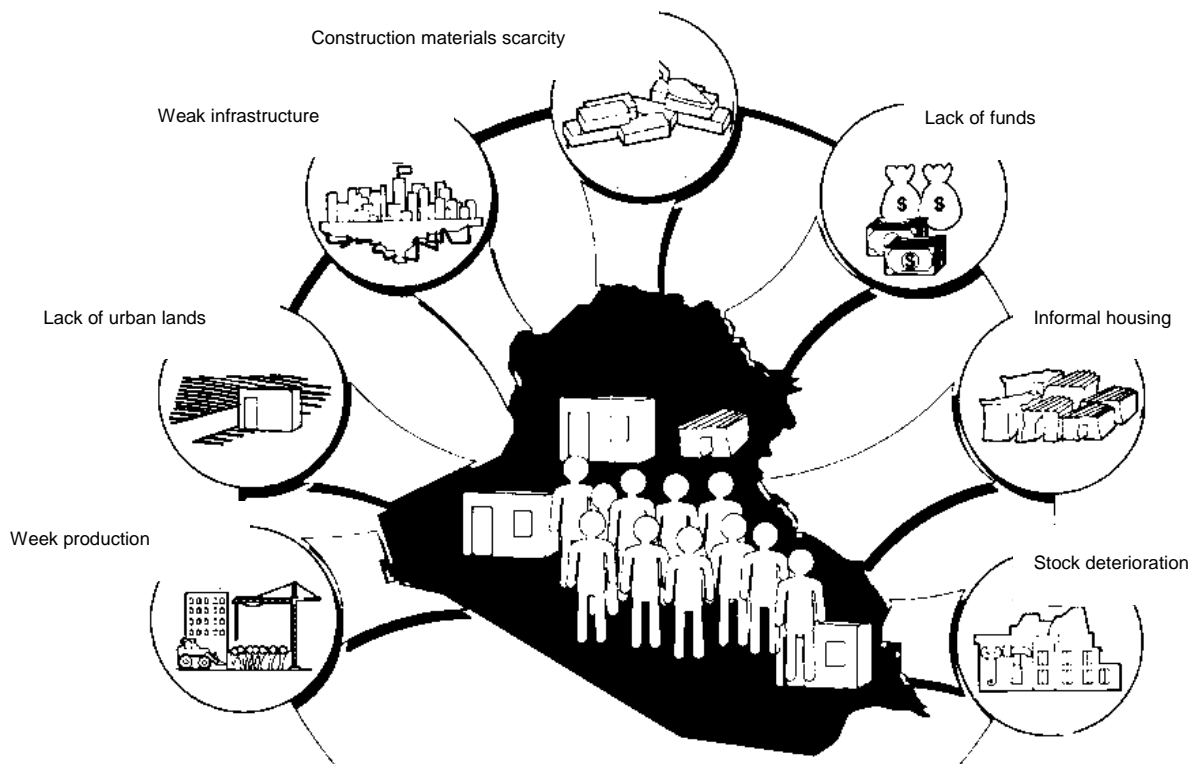 Construction materials scarcity
Weak infrastructure
Lack of funds
Lack of urban lands
Informal housing
Week production
Stock deterioration
$ $
$